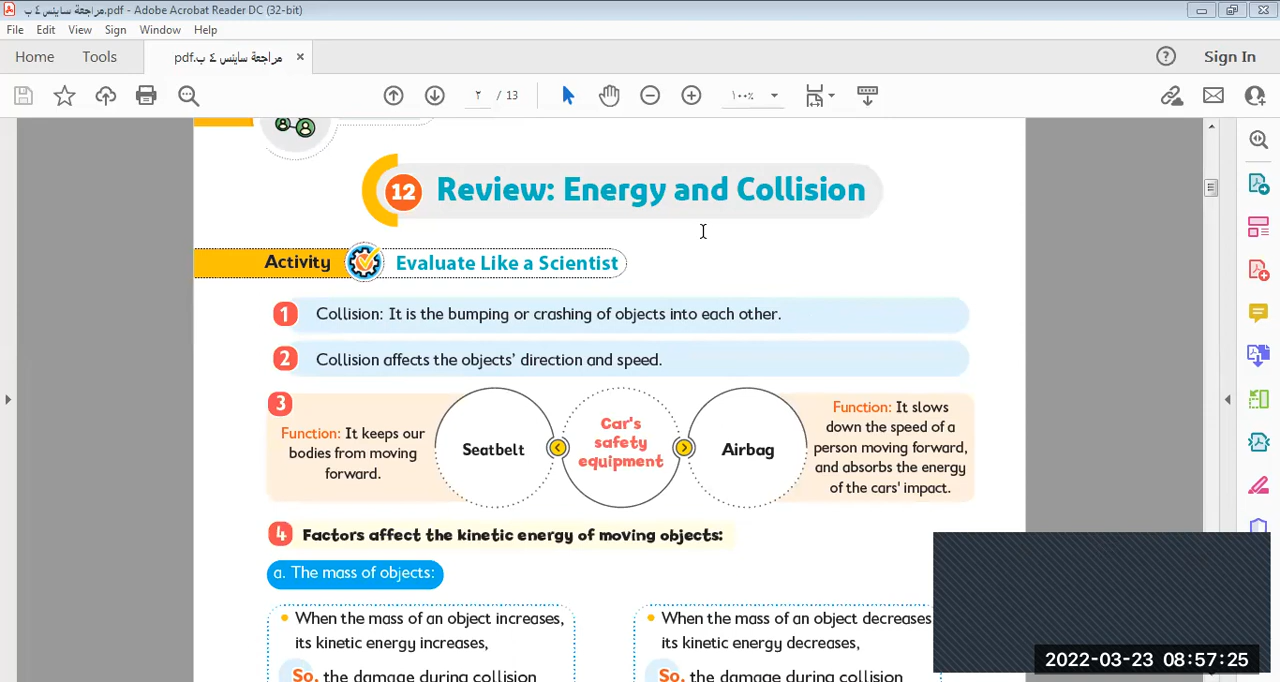 مراجعة ساينس ٤ ب.pdf - Adobe Acrobat Reader DC (32-bit)
File Edit View Sign Window Help
Home Tools مراجعة ساينس ٤ ب.pdf × Sign In
٢ / 13 ١٠٠%
12 Review: Energy and Collision
Activity Evaluate Like a Scientist
1 Collision: It is the bumping or crashing of objects into each other.
2 Collision affects the objects' direction and speed.
3
Function: It keeps our
bodies from moving
forward.
Seatbelt
Car's
safety
equipment
Airbag
Function: It slows
down the speed of a
person moving forward,
and absorbs the energy
of the cars' impact.
4 Factors affect the kinetic energy of moving objects:
a. The mass of objects:
When the mass of an object increases,
its kinetic energy increases,
So, the damage during collision
When the mass of an object decreases
its kinetic energy decreases,
So, the damage during collision
2022-03-23 08:57:25